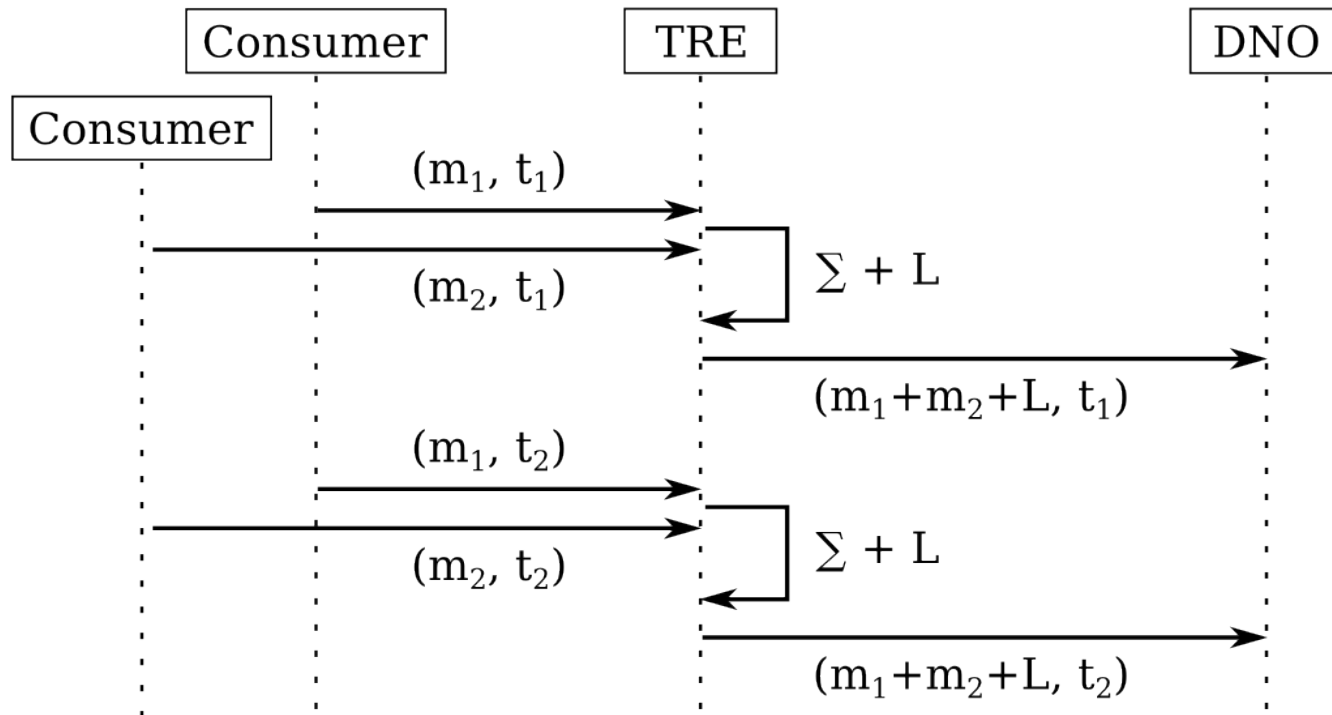 Consumer
TRE
DNO
Consumer
(m₁, t₁)
(m₂, t₁)
∑ + L
(m₁+m₂+L, t₁)
(m₁, t₂)
(m₂, t₂)
∑ + L
(m₁+m₂+L, t₂)